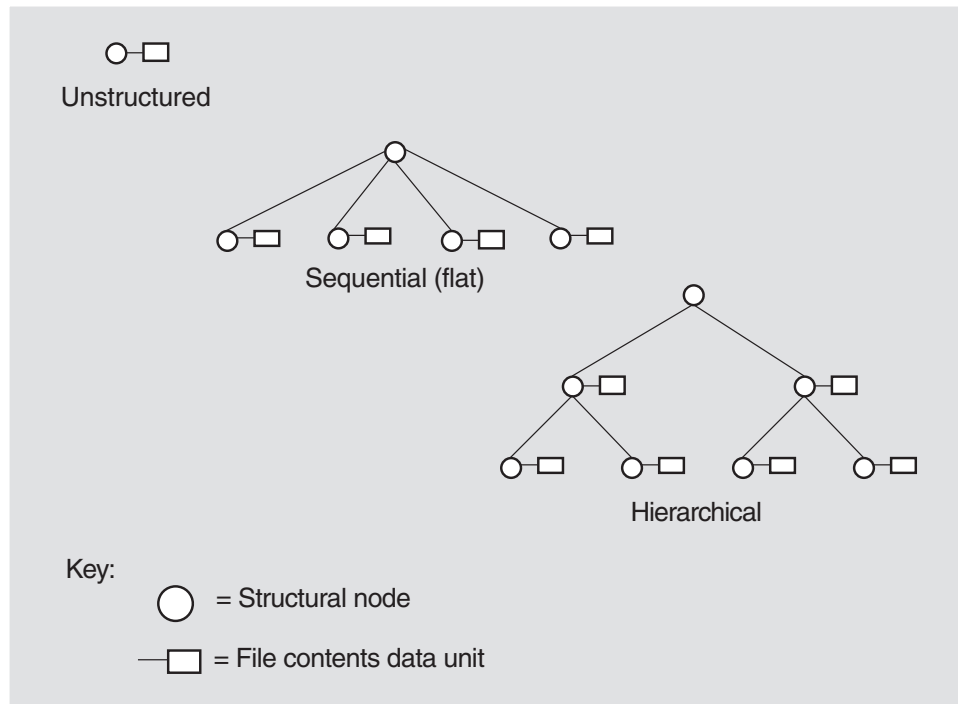 Unstructured
Sequential (flat)
Hierarchical
Key:
= Structural node
= File contents data unit